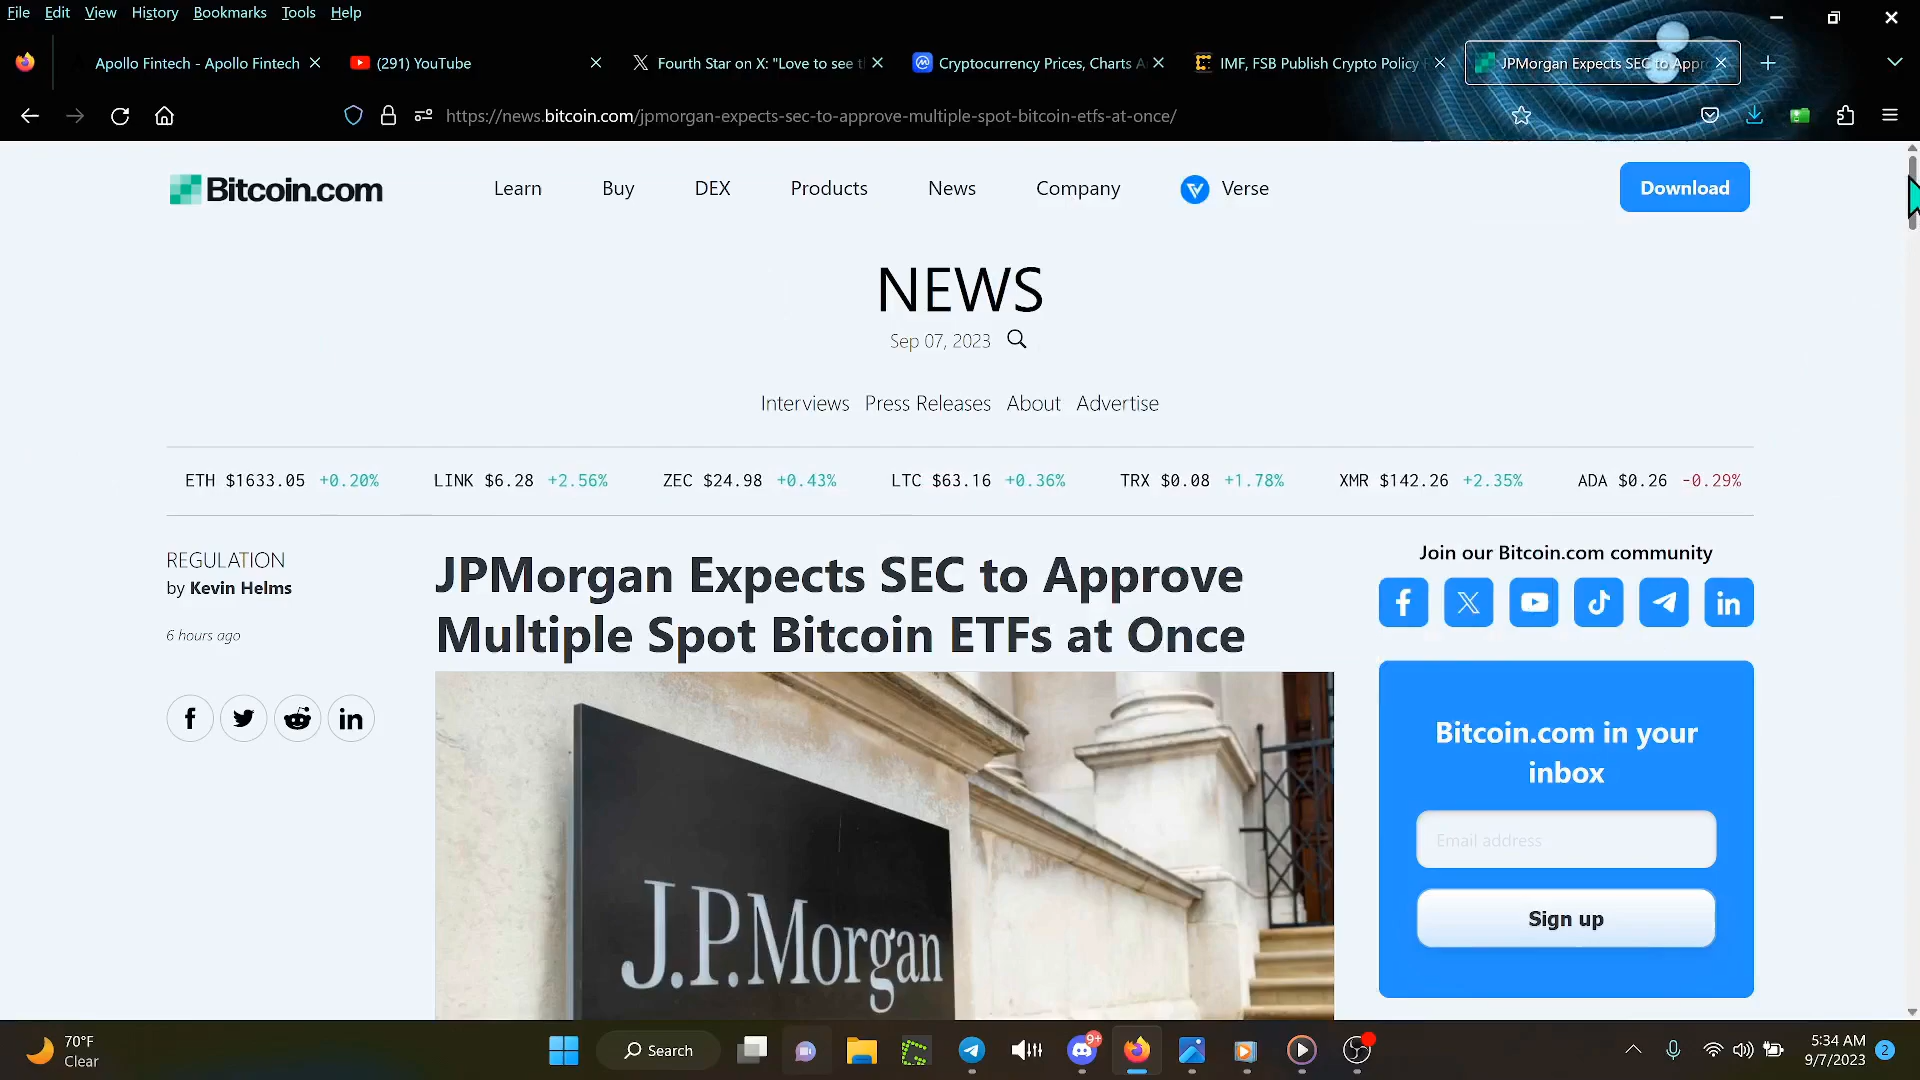 File Edit View History Bookmarks Tools Help
Apollo Fintech - Apollo Fintech
(291) YouTube
Fourth Star on X: "Love to see t
Cryptocurrency Prices, Charts A
IMF, FSB Publish Crypto Policy
JPMorgan Expects SEC to Appr
https://news.bitcoin.com/jpmorgan-expects-sec-to-approve-multiple-spot-bitcoin-etfs-at-once/
Bitcoin.com
Learn Buy DEX Products News Company Verse
Download
NEWS
Sep 07, 2023
Interviews Press Releases About Advertise
ETH $1633.05 +0.20% LINK $6.28 +2.56% ZEC $24.98 +0.43% LTC $63.16 +0.36% TRX $0.08 +1.78% XMR $142.26 +2.35% ADA $0.26 -0.29%
REGULATION
by Kevin Helms
6 hours ago
JPMorgan Expects SEC to Approve
Multiple Spot Bitcoin ETFs at Once
J.P.Morgan
Join our Bitcoin.com community
Bitcoin.com in your
inbox
Email address
Sign up
70°F
Clear
Search
9+
5:34 AM
9/7/2023
2